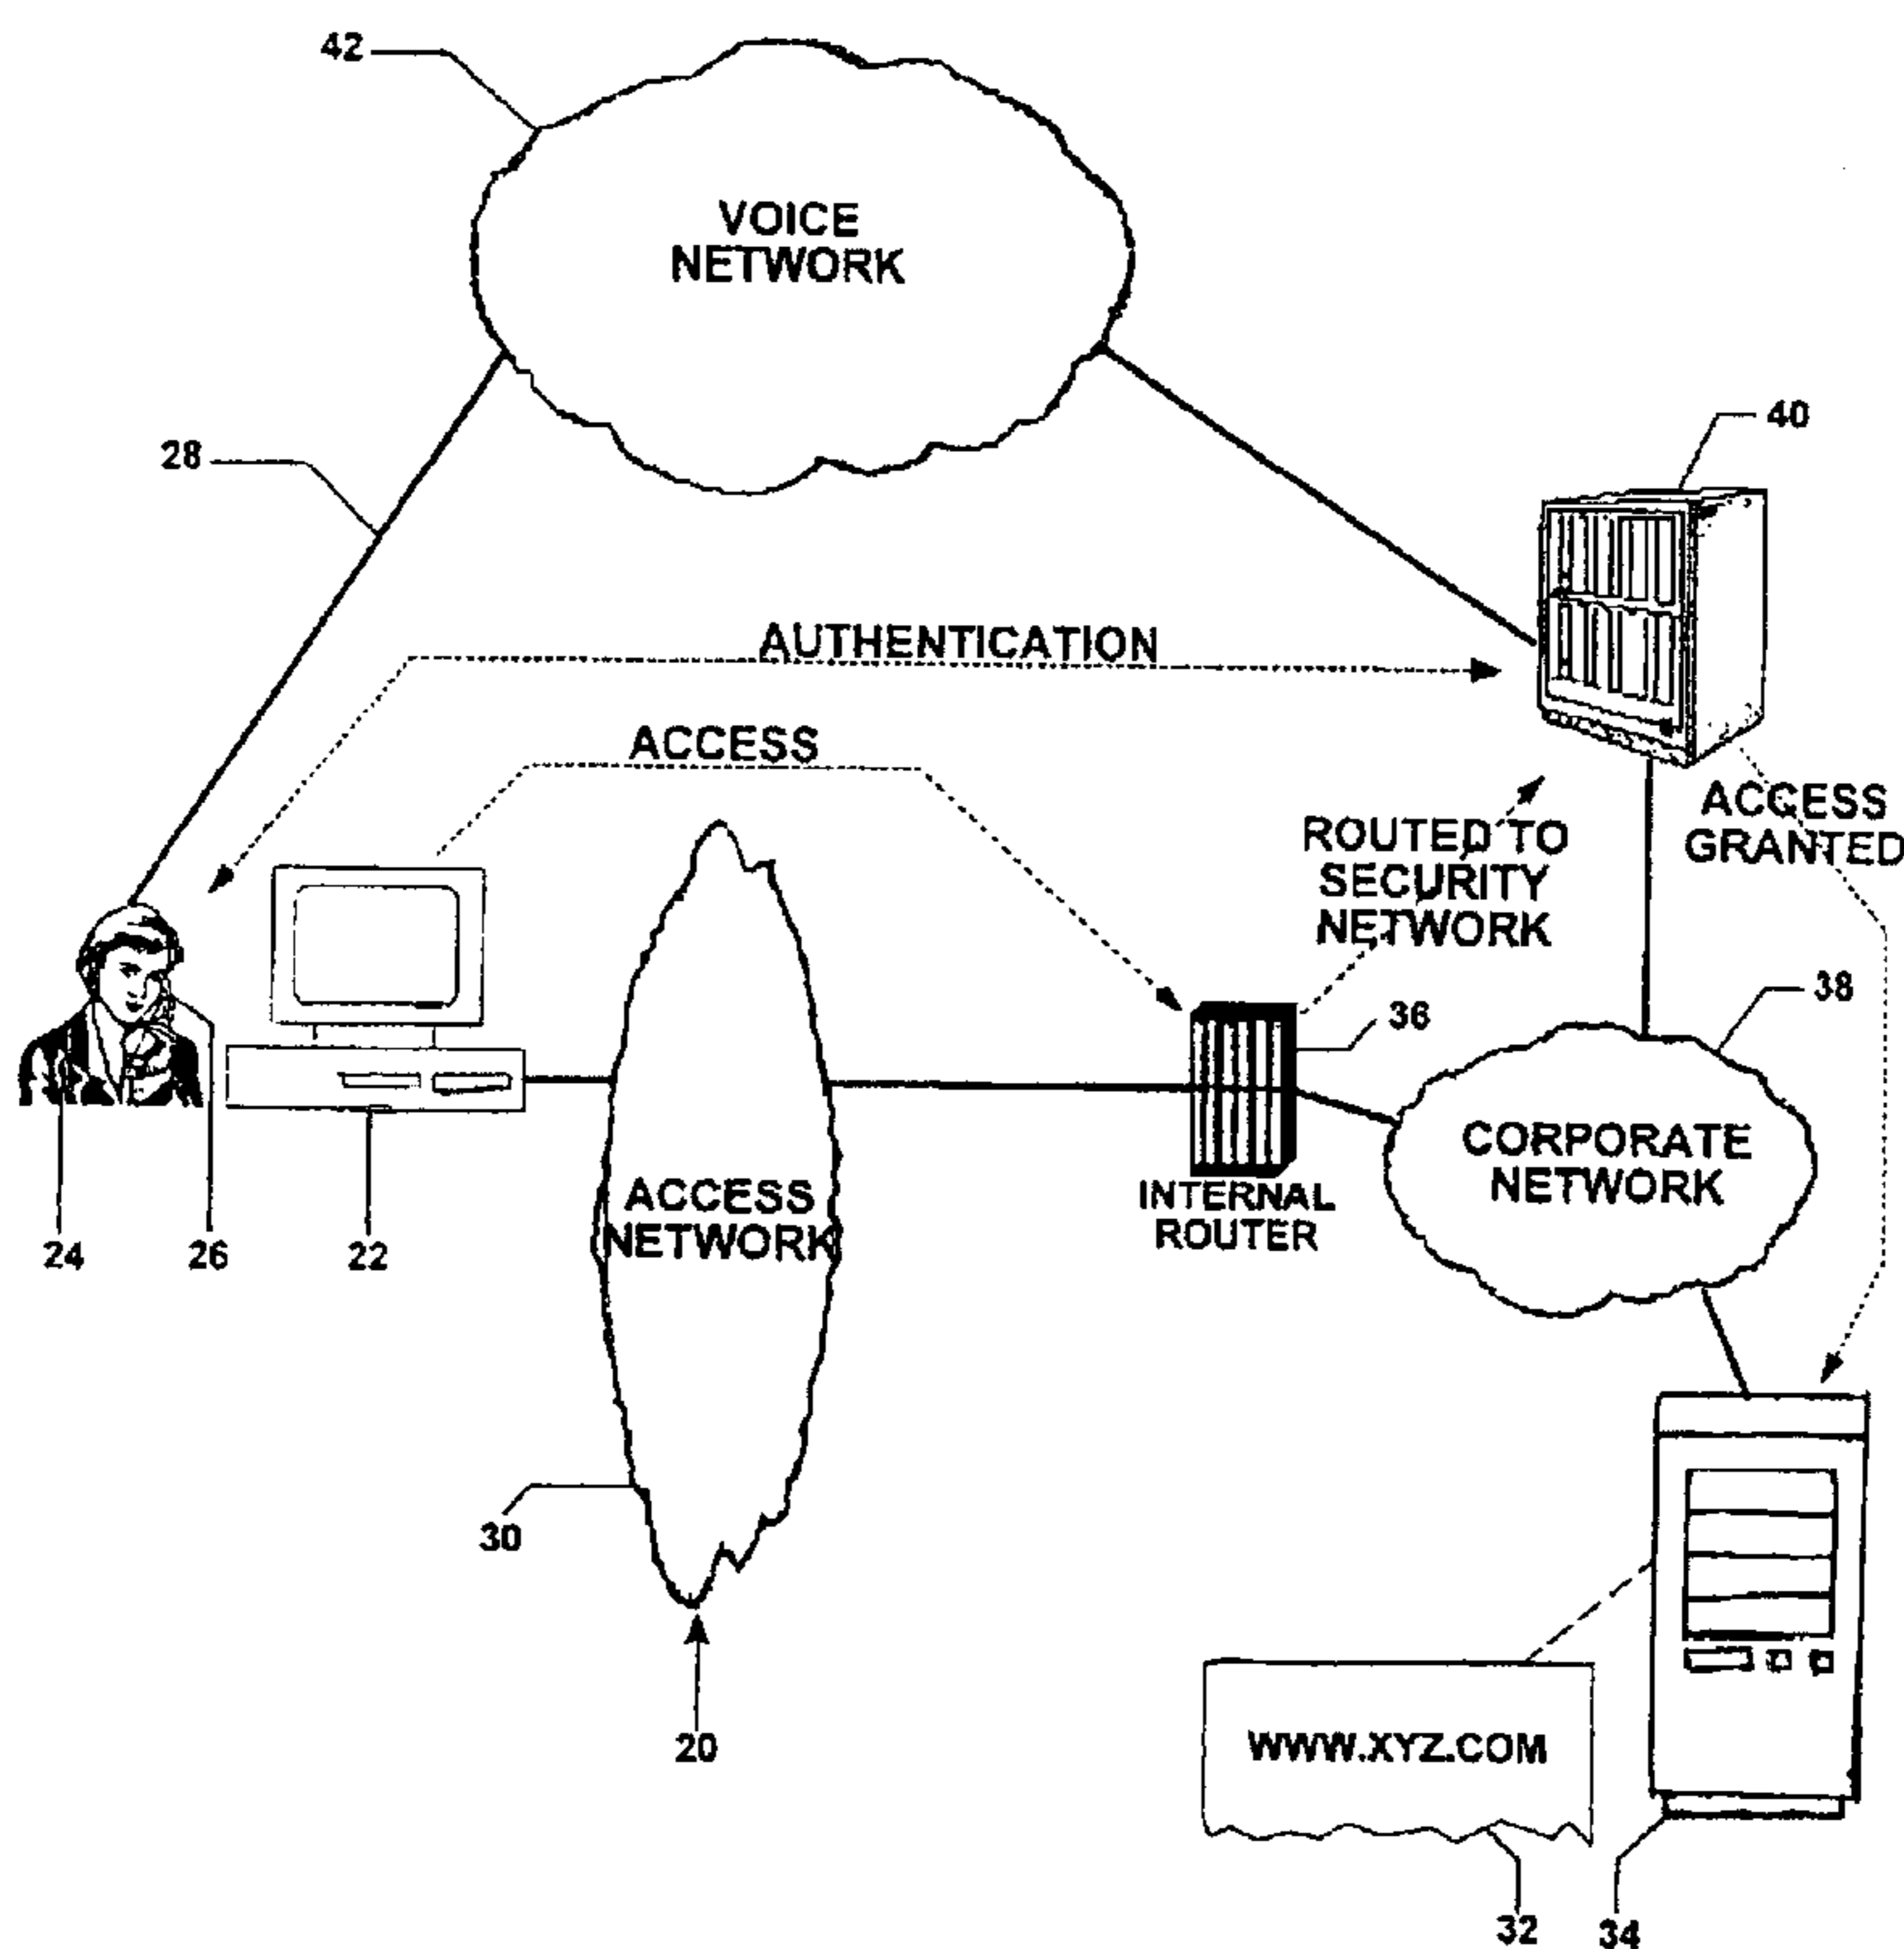 42
VOICE
NETWORK
40
28
AUTHENTICATION
ACCESS
ACCESS
GRANTED
ROUTED TO
SECURITY
NETWORK
38
36
CORPORATE
NETWORK
ACCESS
NETWORK
INTERNAL
ROUTER
24
26
22
30
20
WWW.XYZ.COM
32
34